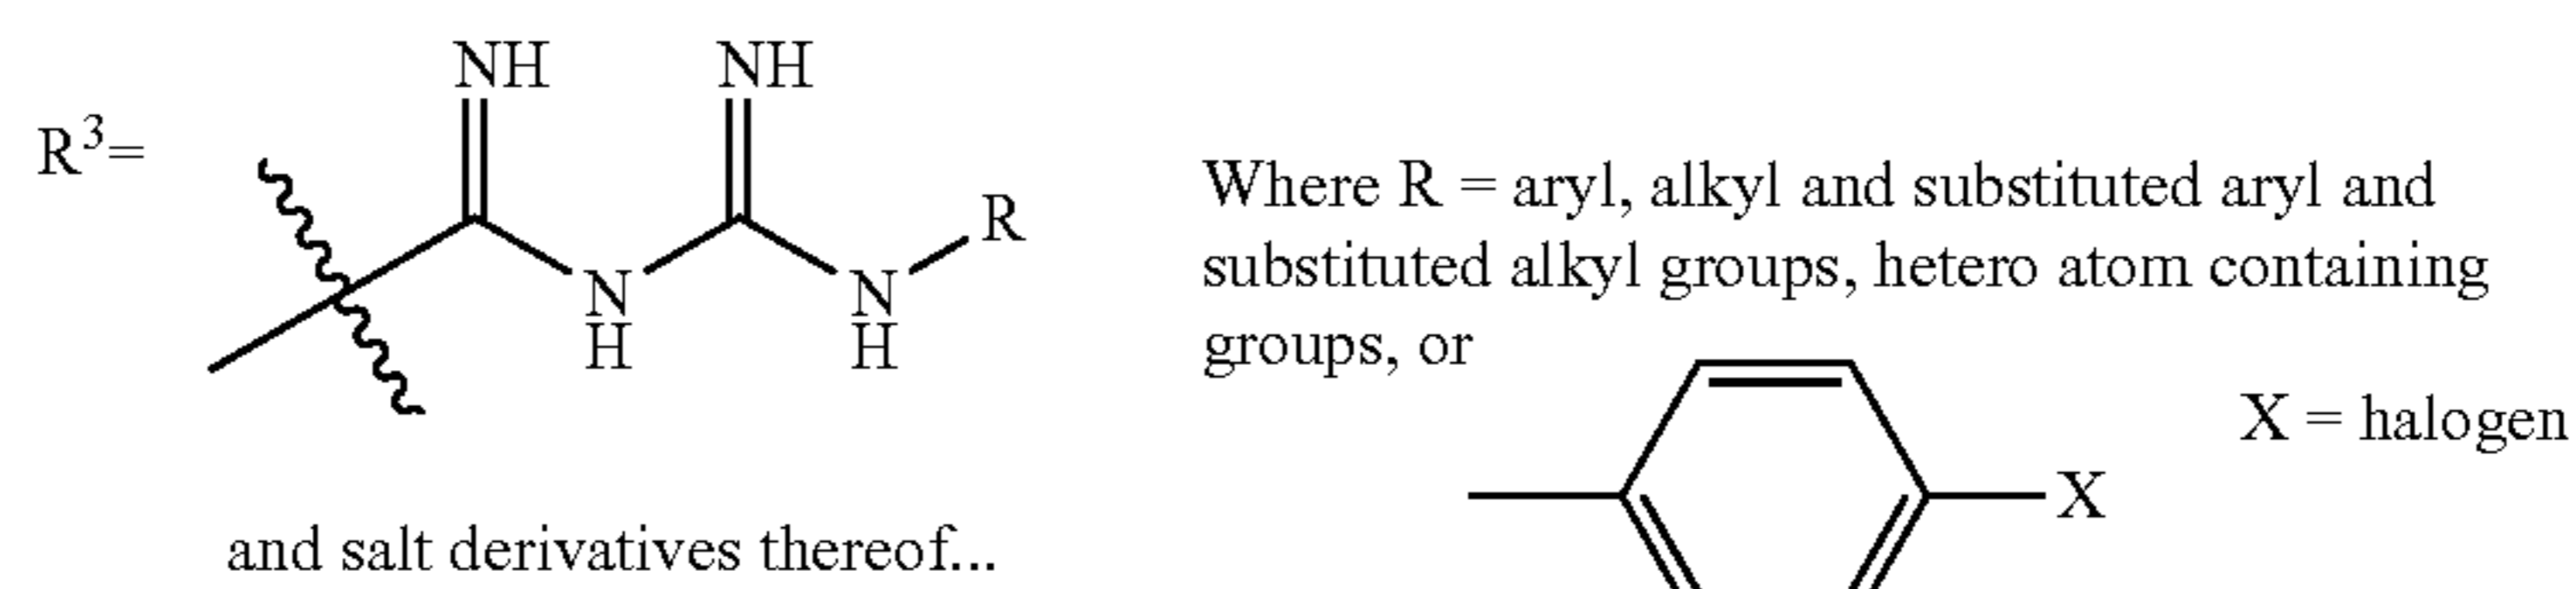 NH NH
R³=
R
N H N H
and salt derivatives thereof...
Where R = aryl, alkyl and substituted aryl and
substituted alkyl groups, hetero atom containing
groups, or
X = halogen
X